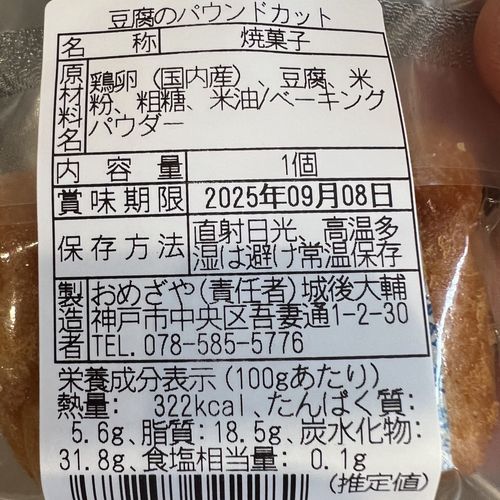 豆腐のパウンドカット
名称 焼菓子
原材料名 鶏卵（国内産）、豆腐、米
粉、粗糖、米油/ベーキング
パウダー
内容量 1個
賞味期限 2025年09月08日
保存方法 直射日光、高温多
湿は避け常温保存
製造者 おめざや(責任者)城後大輔
神戸市中央区吾妻通1-2-30
TEL. 078-585-5776
栄養成分表示(100gあたり)
熱量: 322kcal、たんぱく質:
5.6g、脂質:18.5g、炭水化物:
31.8g、食塩相当量: 0.1g
(推定値)